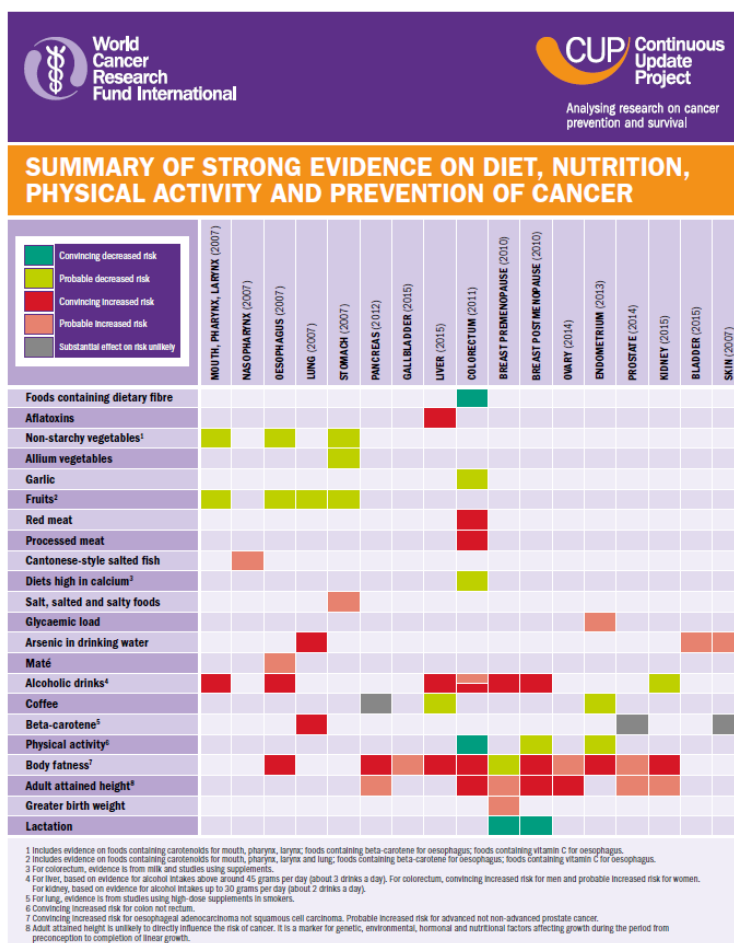 World
Cancer
Research
Fund International
CUP
Continuous
Update
Project
Analysing research on cancer
prevention and survival
SUMMARY OF STRONG EVIDENCE ON DIET, NUTRITION,
PHYSICAL ACTIVITY AND PREVENTION OF CANCER
Convincing decreased risk
Probable decreased risk
Convincing increased risk
Probable increased risk
Substantial effect on risk unlikely
MOUTH, PHARYNX, LARYNX (2007)
NASOPHARYNX (2007)
OESOPHAGUS (2007)
LUNG (2007)
STOMACH (2007)
PANCREAS (2012)
GALLBLADDER (2015)
LIVER (2015)
COLORECTUM (2011)
BREAST PREMENOPAUSE (2010)
BREAST POSTMENOPAUSE (2010)
OVARY (2014)
ENDOMETRIUM (2013)
PROSTATE (2014)
KIDNEY (2015)
BLADDER (2015)
SKIN (2007)
Foods containing dietary fibre
Aflatoxins
Non-starchy vegetables¹
Allium vegetables
Garlic
Fruits²
Red meat
Processed meat
Cantonese-style salted fish
Diets high in calcium³
Salt, salted and salty foods
Glycaemic load
Arsenic in drinking water
Maté
Alcoholic drinks⁴
Coffee
Beta-carotene⁵
Physical activity⁶
Body fatness⁷
Adult attained height⁸
Greater birth weight
Lactation
1 Includes evidence on foods containing carotenoids for mouth, pharynx, larynx; foods containing beta-carotene for oesophagus; foods containing vitamin C for oesophagus.
2 Includes evidence on foods containing carotenoids for mouth, pharynx, larynx and lung; foods containing beta-carotene for oesophagus; foods containing vitamin C for oesophagus.
3 For colorectum, evidence is from milk and studies using supplements.
4 For liver, based on evidence for alcohol intakes above around 45 grams per day (about 3 drinks a day). For colorectum, convincing increased risk for men and probable increased risk for women.
For kidney, based on evidence for alcohol intakes up to 30 grams per day (about 2 drinks a day).
5 For lung, evidence is from studies using high-dose supplements in smokers.
6 Convincing increased risk for colon not rectum.
7 Convincing increased risk for oesophageal adenocarcinoma not squamous cell carcinoma. Probable increased risk for advanced not non-advanced prostate cancer.
8 Adult attained height is unlikely to directly influence the risk of cancer. It is a marker for genetic, environmental, hormonal and nutritional factors affecting growth during the period from
preconception to completion of linear growth.